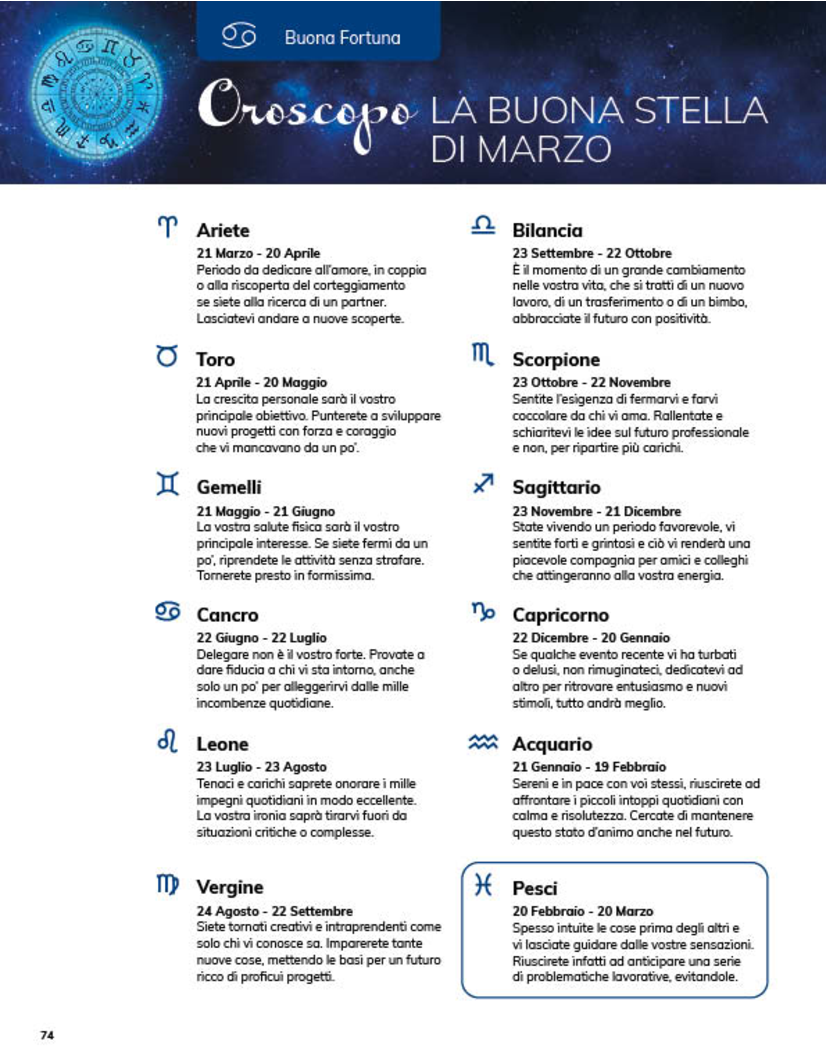 Buona Fortuna
Oroscopo LA BUONA STELLA
DI MARZO
Ariete
21 Marzo - 20 Aprile
Periodo da dedicare all'amore, in coppia
o alla riscoperta del corteggiamento
se siete alla ricerca di un partner.
Lasciatevi andare a nuove scoperte.
Toro
21 Aprile - 20 Maggio
La crescita personale sarà il vostro
principale obiettivo. Punterete a sviluppare
nuovi progetti con forza e coraggio
che vi mancavano da un po'.
Gemelli
21 Maggio - 21 Giugno
La vostra salute fisica sarà il vostro
principale interesse. Se siete fermi da un
po', riprendete le attività senza strafare.
Tornerete presto in formissima.
Cancro
22 Giugno - 22 Luglio
Delegare non è il vostro forte. Provate a
dare fiducia a chi vi sta intorno, anche
solo un po' per alleggerirvi dalle mille
incombenze quotidiane.
Leone
23 Luglio - 23 Agosto
Tenaci e carichi saprete onorare i mille
impegni quotidiani in modo eccellente.
La vostra ironia saprà tirarvi fuori da
situazioni critiche o complesse.
Vergine
24 Agosto - 22 Settembre
Siete tornati creativi e intraprendenti come
solo chi vi conosce sa. Imparerete tante
nuove cose, mettendo le basi per un futuro
ricco di proficui progetti.
Bilancia
23 Settembre - 22 Ottobre
È il momento di un grande cambiamento
nelle vostra vita, che si tratti di un nuovo
lavoro, di un trasferimento o di un bimbo,
abbracciate il futuro con positività.
Scorpione
23 Ottobre - 22 Novembre
Sentite l'esigenza di fermarvi e farvi
coccolare da chi vi ama. Rallentate e
schiaritevi le idee sul futuro professionale
e non, per ripartire più carichi.
Sagittario
23 Novembre - 21 Dicembre
State vivendo un periodo favorevole, vi
sentite forti e grintosi e ciò vi renderà una
piacevole compagnia per amici e colleghi
che attingeranno alla vostra energia.
Capricorno
22 Dicembre - 20 Gennaio
Se qualche evento recente vi ha turbati
o delusi, non rimuginateci, dedicatevi ad
altro per ritrovare entusiasmo e nuovi
stimoli, tutto andrà meglio.
Acquario
21 Gennaio - 19 Febbraio
Sereni e in pace con voi stessi, riuscirete ad
affrontare i piccoli intoppi quotidiani con
calma e risolutezza. Cercate di mantenere
questo stato d'animo anche nel futuro.
Pesci
20 Febbraio - 20 Marzo
Spesso intuite le cose prima degli altri e
vi lasciate guidare dalle vostre sensazioni.
Riuscirete infatti ad anticipare una serie
di problematiche lavorative, evitandole.
74